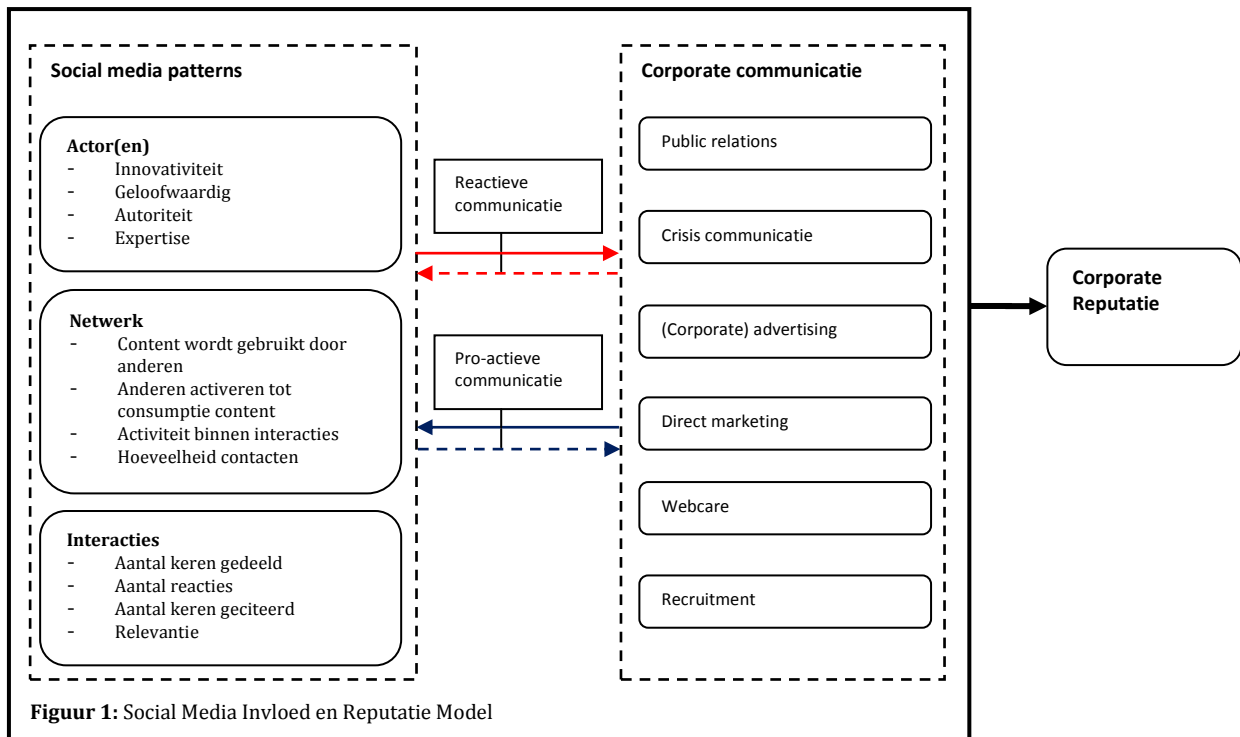 Social media patterns
Actor(en)
- Innovativiteit
- Geloofwaardig
- Autoriteit
- Expertise
Netwerk
- Content wordt gebruikt door
anderen
- Anderen activeren tot
consumptie content
- Activiteit binnen interacties
- Hoeveelheid contacten
Interacties
- Aantal keren gedeeld
- Aantal reacties
- Aantal keren geciteerd
- Relevantie
Reactieve
communicatie
Pro-actieve
communicatie
Corporate communicatie
Public relations
Crisis communicatie
(Corporate) advertising
Direct marketing
Webcare
Recruitment
Corporate
Reputatie
Figuur 1: Social Media Invloed en Reputatie Model